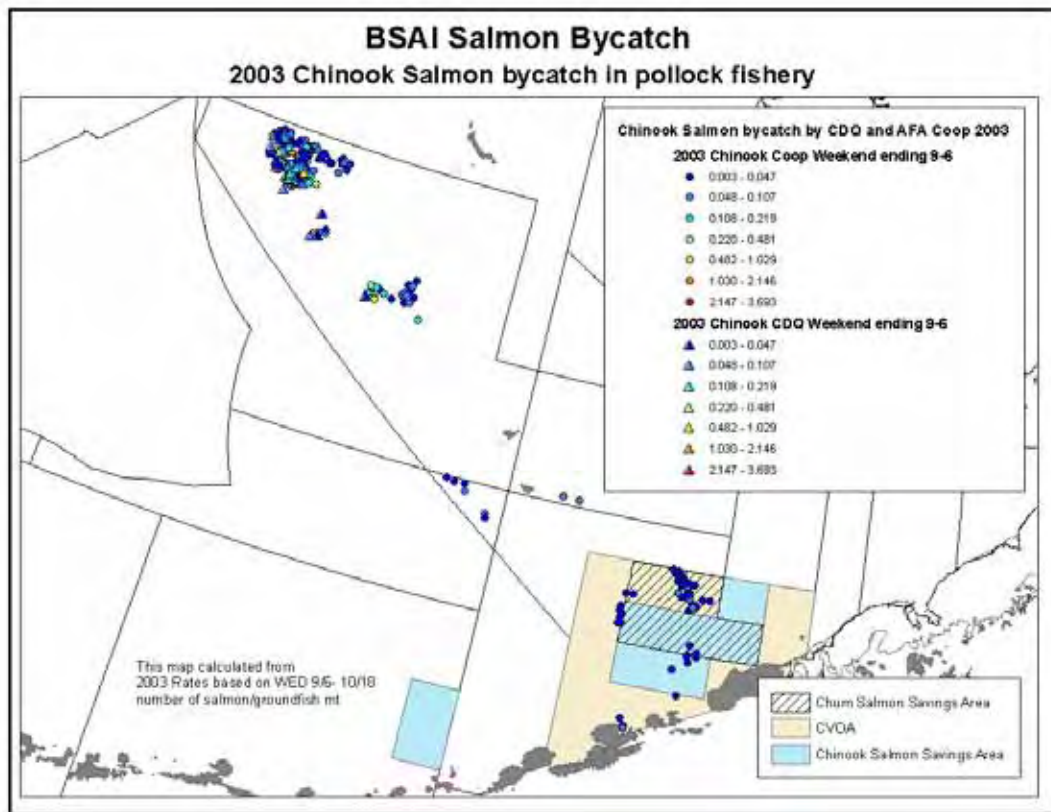 BSAI Salmon Bycatch
2003 Chinook Salmon bycatch in pollock fishery
Chinook Salmon bycatch by CDQ and AFA Coop 2003
2003 Chinook Coop Weekend ending 9-6
0.003 - 0.047
0.048 - 0.107
0.108 - 0.219
0.220 - 0.481
0.482 - 1.029
1.030 - 2.146
2.147 - 3.693
2003 Chinook CDQ Weekend ending 9-6
0.003 - 0.047
0.048 - 0.107
0.108 - 0.219
0.220 - 0.481
0.482 - 1.029
1.030 - 2.146
2.147 - 3.693
This map calculated from
2003 Rates based on WED 9/6- 10/18
number of salmon/groundfish mt
Chum Salmon Savings Area
CVOA
Chinook Salmon Savings Area